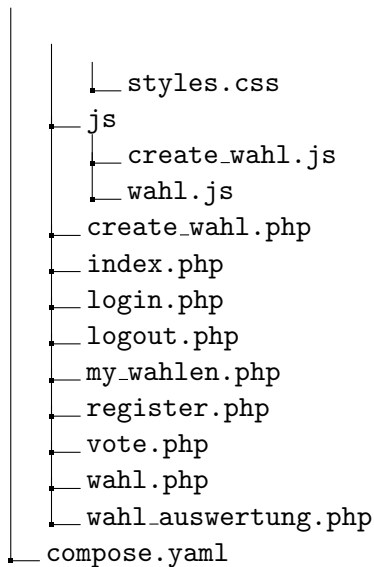 styles.css
js
create_wahl.js
wahl.js
create_wahl.php
index.php
login.php
logout.php
my_wahlen.php
register.php
vote.php
wahl.php
wahl_auswertung.php
compose.yaml